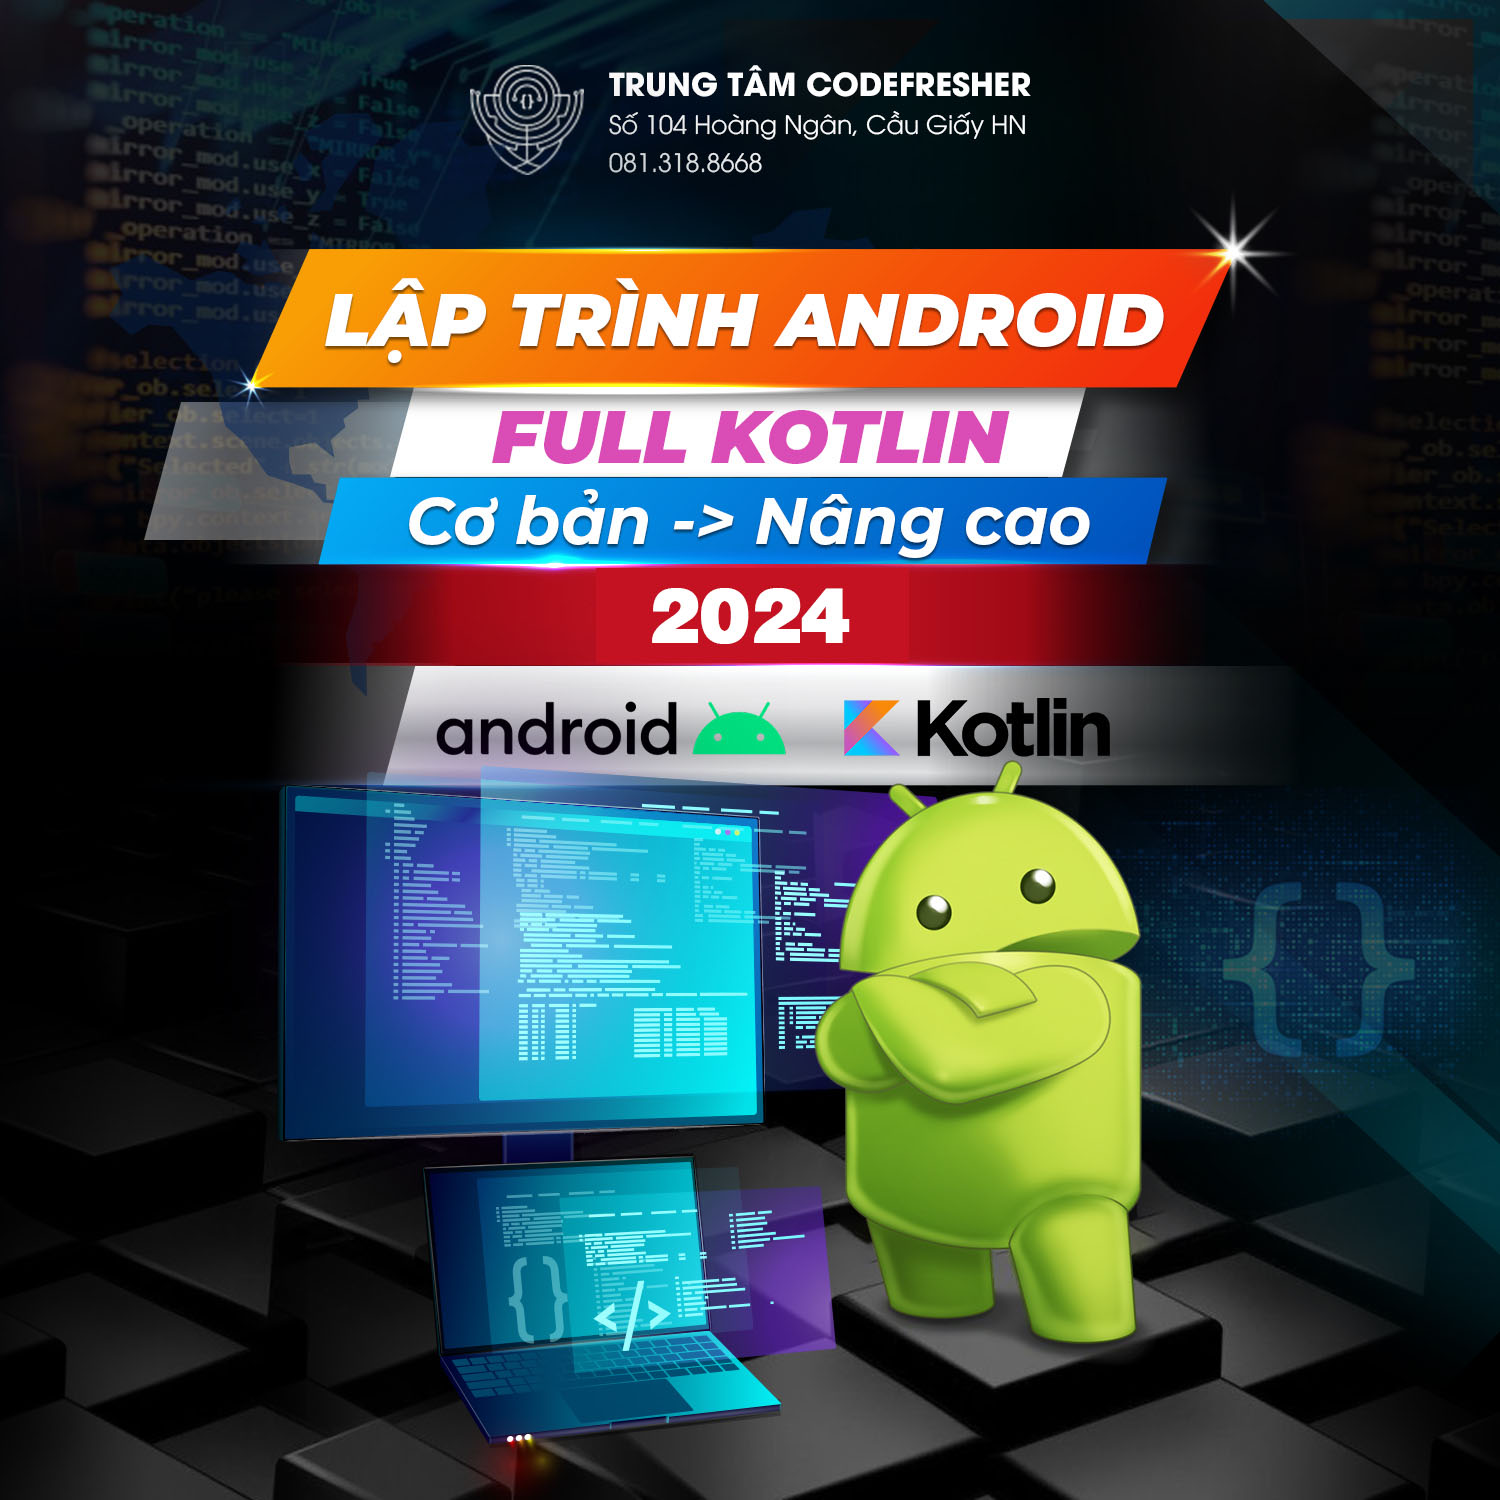 TRUNG TÂM CODEFRESHER
Số 104 Hoàng Ngân, Cầu Giấy HN
081.318.8668
LẬP TRÌNH ANDROID
FULL KOTLIN
Cơ bản -> Nâng cao
2024
android Kotlin
{ }
{ } </>